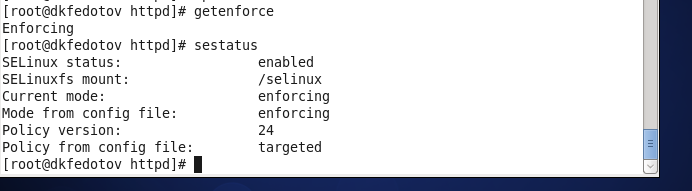 [root@dkfedotov httpd]# getenforce
Enforcing
[root@dkfedotov httpd]# sestatus
SELinux status:                 enabled
SELinuxfs mount:                /selinux
Current mode:                   enforcing
Mode from config file:          enforcing
Policy version:                 24
Policy from config file:        targeted
[root@dkfedotov httpd]#